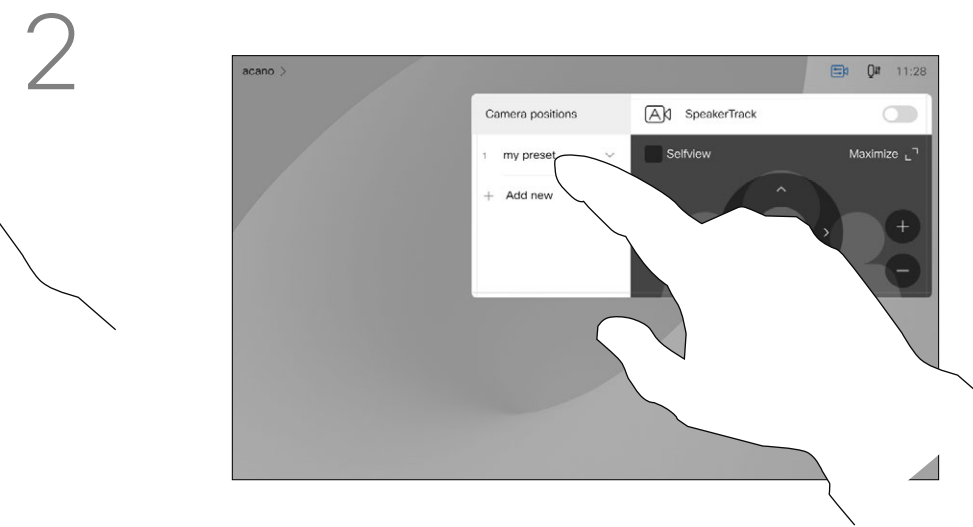 2
acano >
11:28
Camera positions
SpeakerTrack
1 my preset
Selfview
Maximize
+ Add new